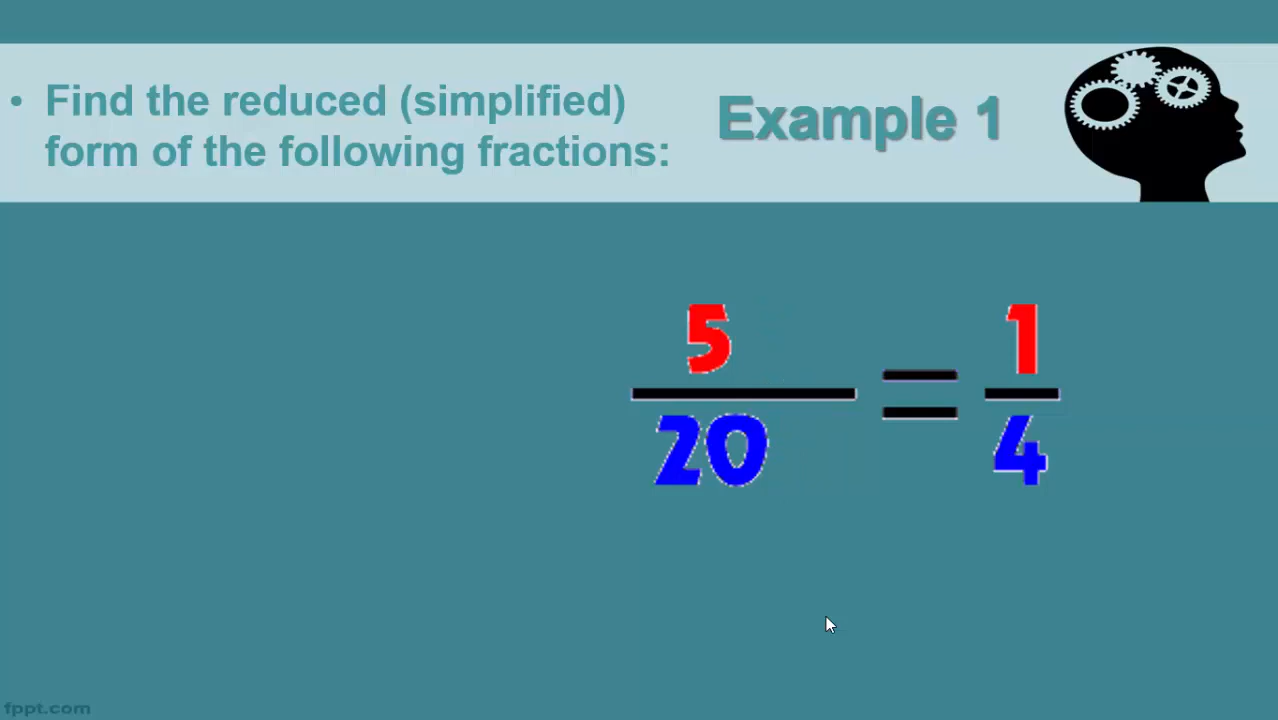 • Find the reduced (simplified)
form of the following fractions:
Example 1
5
20
=
1
4
fppt.com